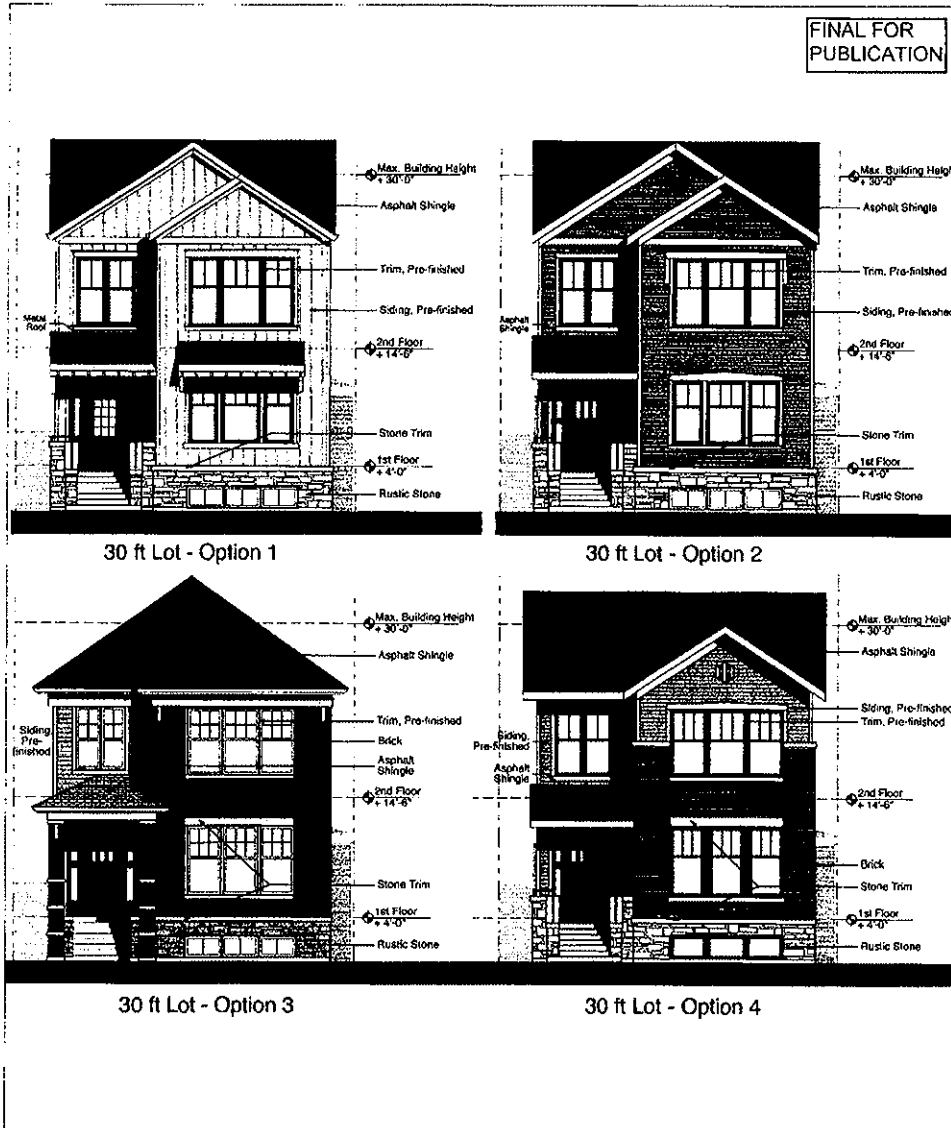 FINAL FOR
PUBLICATION
Max. Building Height
+ 30'-0"
Asphalt Shingle
Trim, Pre-finished
Siding, Pre-finished
Metal
Roof
2nd Floor
+ 14'-6"
Stone Trim
1st Floor
+ 4'-0"
Rustic Stone
30 ft Lot - Option 1
Max. Building Heigh
+ 30'-0"
Asphalt Shingle
Trim, Pre-finished
Siding, Pre-finished
Asphalt
Shingle
2nd Floor
+ 14'-6"
Stone Trim
1st Floor
+ 4'-0"
Rustic Stone
30 ft Lot - Option 2
Max. Building Height
+ 30'-0"
Asphalt Shingle
Siding,
Pre-
finished
Trim, Pre-finished
Brick
Asphalt
Shingle
2nd Floor
+ 14'-6"
Stone Trim
1st Floor
+ 4'-0"
Rustic Stone
30 ft Lot - Option 3
Max. Building Heigh
+ 30'-0"
Asphalt Shingle
Siding, Pre-finished
Trim, Pre-finished
Siding,
Pre-finished
Asphalt
Shingle
2nd Floor
+ 14'-6"
Brick
Stone Trim
1st Floor
+ 4'-0"
Rustic Stone
30 ft Lot - Option 4